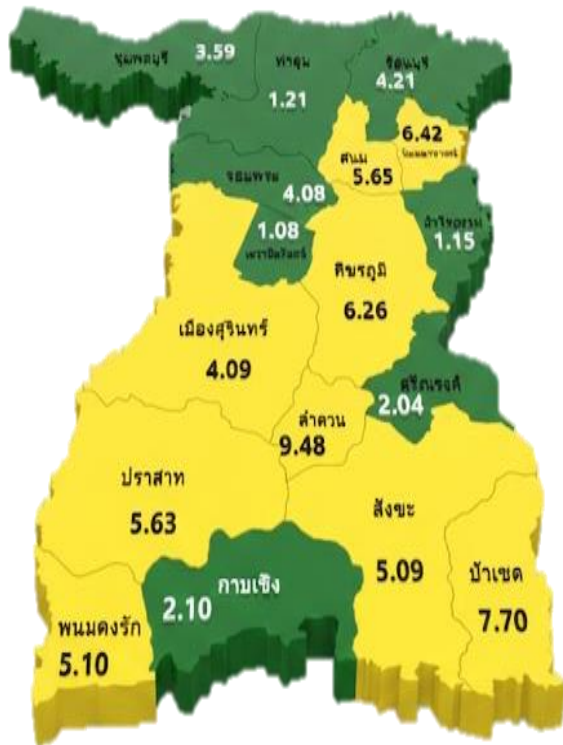 ชุมพลบุรี
3.59
ท่าตูม
1.21
รัตนบุรี
4.21
6.42
สนม
5.65
จอมพระ
4.08
1.08
1.15
ศีขรภูมิ
6.26
เมืองสุรินทร์
4.09
ศรีณรงค์
2.04
ลำดวน
9.48
ปราสาท
5.63
สังขะ
5.09
บัวเชด
7.70
กาบเชิง
2.10
พนมดงรัก
5.10